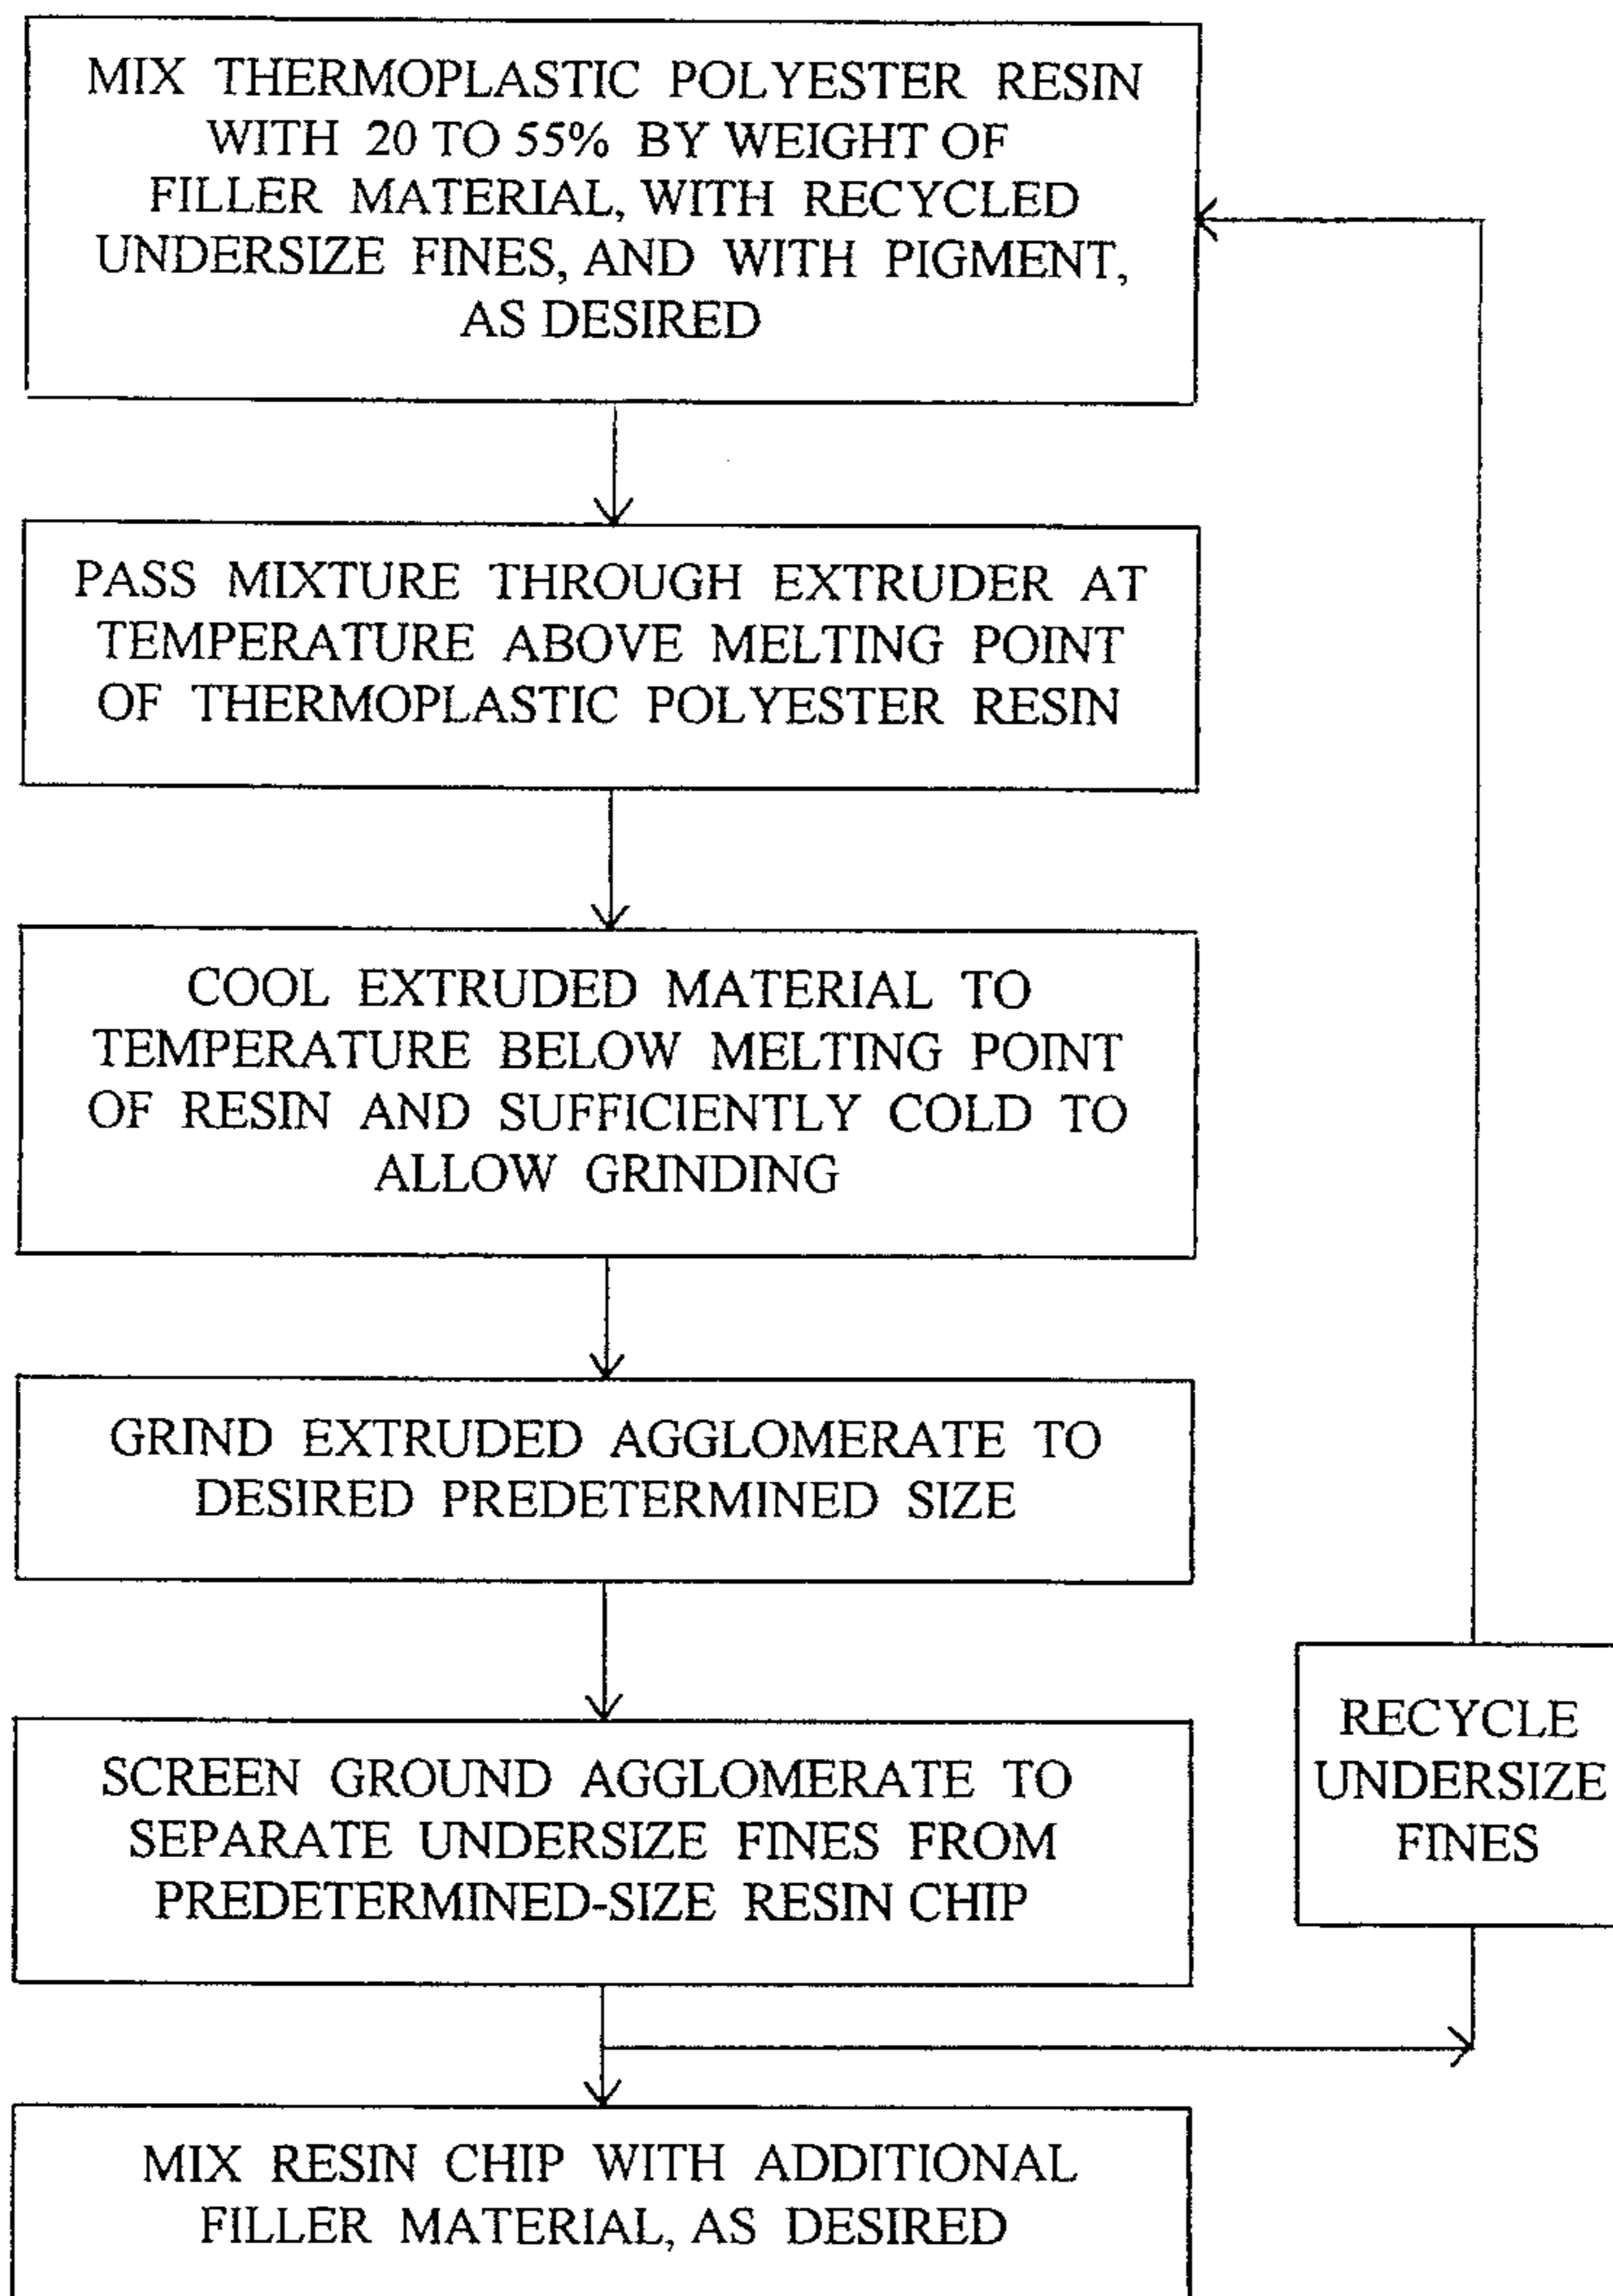 MIX THERMOPLASTIC POLYESTER RESIN
WITH 20 TO 55% BY WEIGHT OF
FILLER MATERIAL, WITH RECYCLED
UNDERSIZE FINES, AND WITH PIGMENT,
AS DESIRED
PASS MIXTURE THROUGH EXTRUDER AT
TEMPERATURE ABOVE MELTING POINT
OF THERMOPLASTIC POLYESTER RESIN
COOL EXTRUDED MATERIAL TO
TEMPERATURE BELOW MELTING POINT
OF RESIN AND SUFFICIENTLY COLD TO
ALLOW GRINDING
GRIND EXTRUDED AGGLOMERATE TO
DESIRED PREDETERMINED SIZE
SCREEN GROUND AGGLOMERATE TO
SEPARATE UNDERSIZE FINES FROM
PREDETERMINED-SIZE RESIN CHIP
RECYCLE
UNDERSIZE
FINES
MIX RESIN CHIP WITH ADDITIONAL
FILLER MATERIAL, AS DESIRED